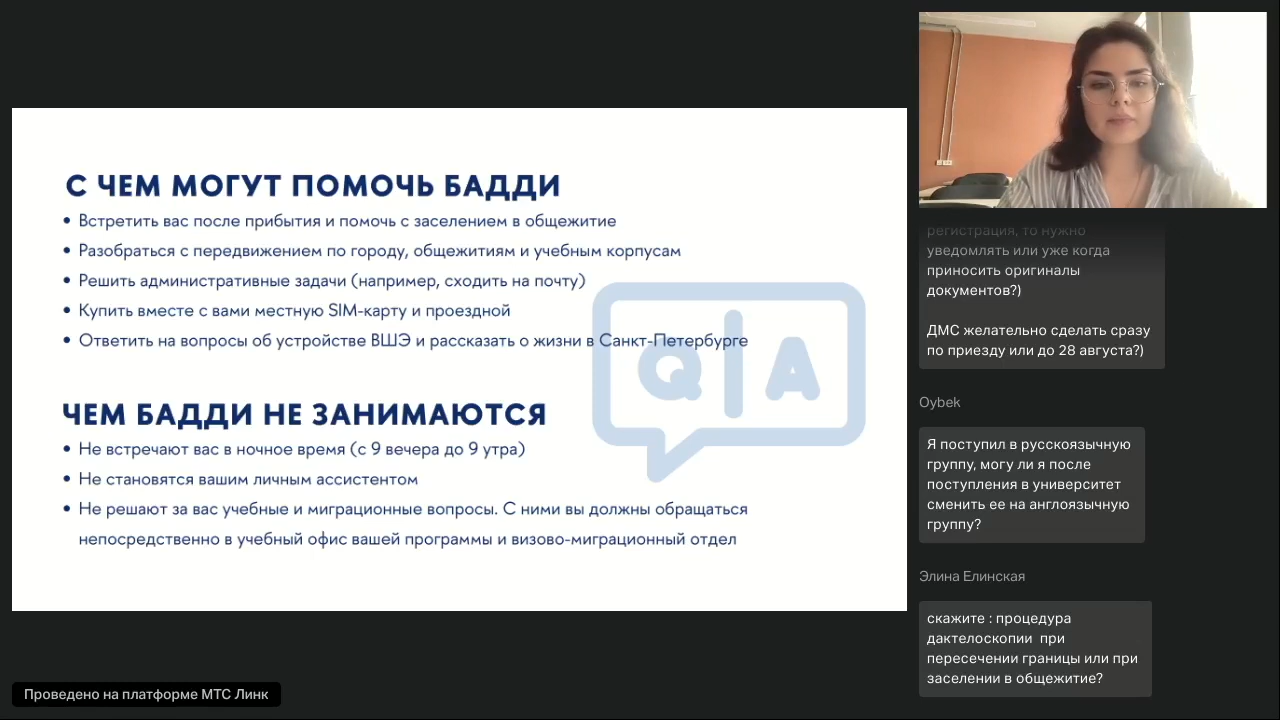 С ЧЕМ МОГУТ ПОМОЧЬ БАДДИ
• Встретить вас после прибытия и помочь с заселением в общежитие
• Разобраться с передвижением по городу, общежитиям и учебным корпусам
• Решить административные задачи (например, сходить на почту)
• Купить вместе с вами местную SIM-карту и проездной
• Ответить на вопросы об устройстве ВШЭ и рассказать о жизни в Санкт-Петербурге
Q | A
ЧЕМ БАДДИ НЕ ЗАНИМАЮТСЯ
• Не встречают вас в ночное время (с 9 вечера до 9 утра)
• Не становятся вашим личным ассистентом
• Не решают за вас учебные и миграционные вопросы. С ними вы должны обращаться
непосредственно в учебный офис вашей программы и визово-миграционный отдел
Проведено на платформе МТС Линк
регистрация, то нужно
уведомлять или уже когда
приносить оригиналы
документов?)
ДМС желательно сделать сразу
по приезду или до 28 августа?)
Oybek
Я поступил в русскоязычную
группу, могу ли я после
поступления в университет
сменить ее на англоязычную
группу?
Элина Елинская
скажите : процедура
дактелоскопии при
пересечении границы или при
заселении в общежитие?